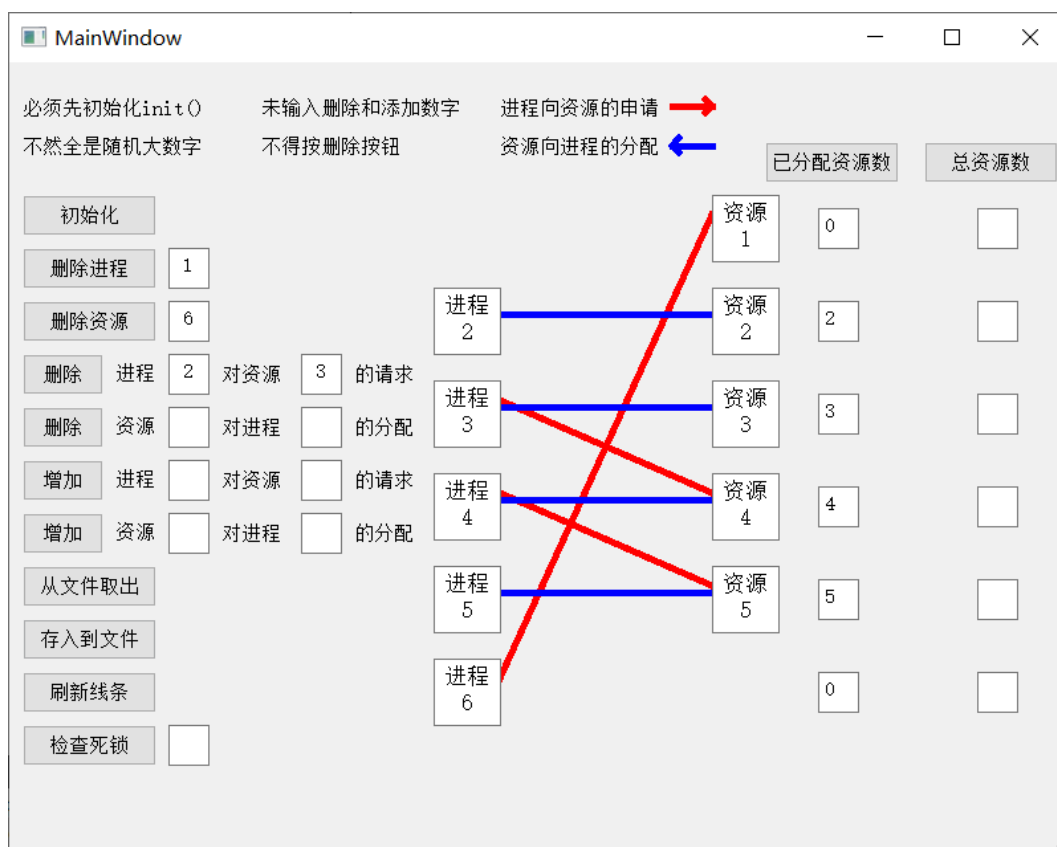 MainWindow
必须先初始化init()
未输入删除和添加数字
进程向资源的申请
不然全是随机大数字
不得按删除按钮
资源向进程的分配
已分配资源数
总资源数
初始化
资源
1
0
删除进程
1
进程
2
资源
2
2
删除资源
6
删除
进程
2
对资源
3
的请求
进程
3
资源
3
3
删除
资源
对进程
的分配
增加
进程
对资源
的请求
进程
4
资源
4
4
增加
资源
对进程
的分配
从文件取出
进程
5
资源
5
5
存入到文件
刷新线条
进程
6
0
检查死锁